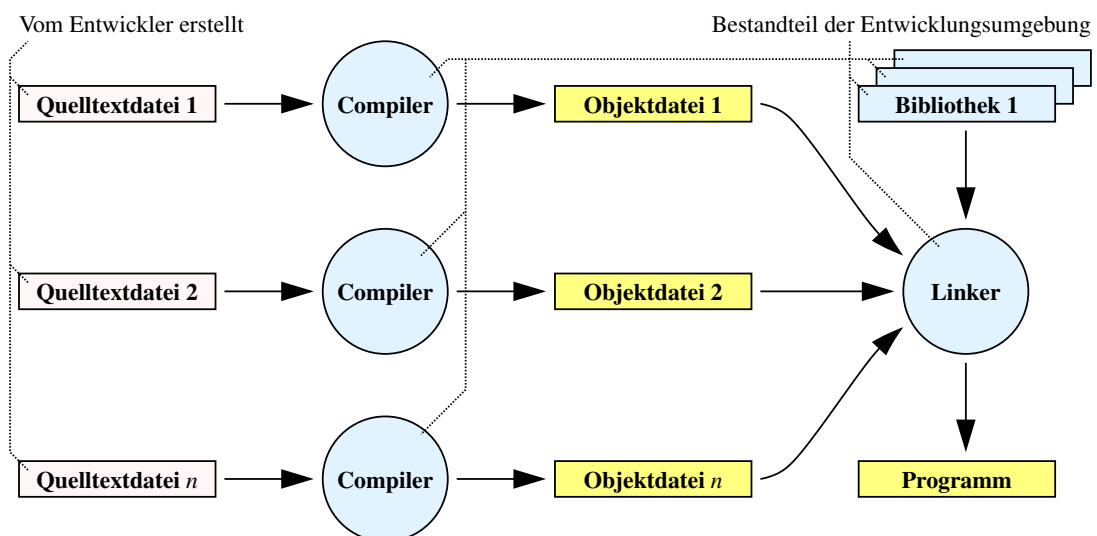 Vom Entwickler erstellt
Bestandteil der Entwicklungsumgebung
Quelltextdatei 1
Compiler
Objektdatei 1
Bibliothek 1
Quelltextdatei 2
Compiler
Objektdatei 2
Linker
Quelltextdatei n
Compiler
Objektdatei n
Programm